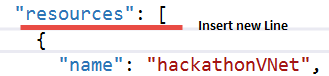 "resources": [
Insert new Line
{
"name": "hackathonVNet",